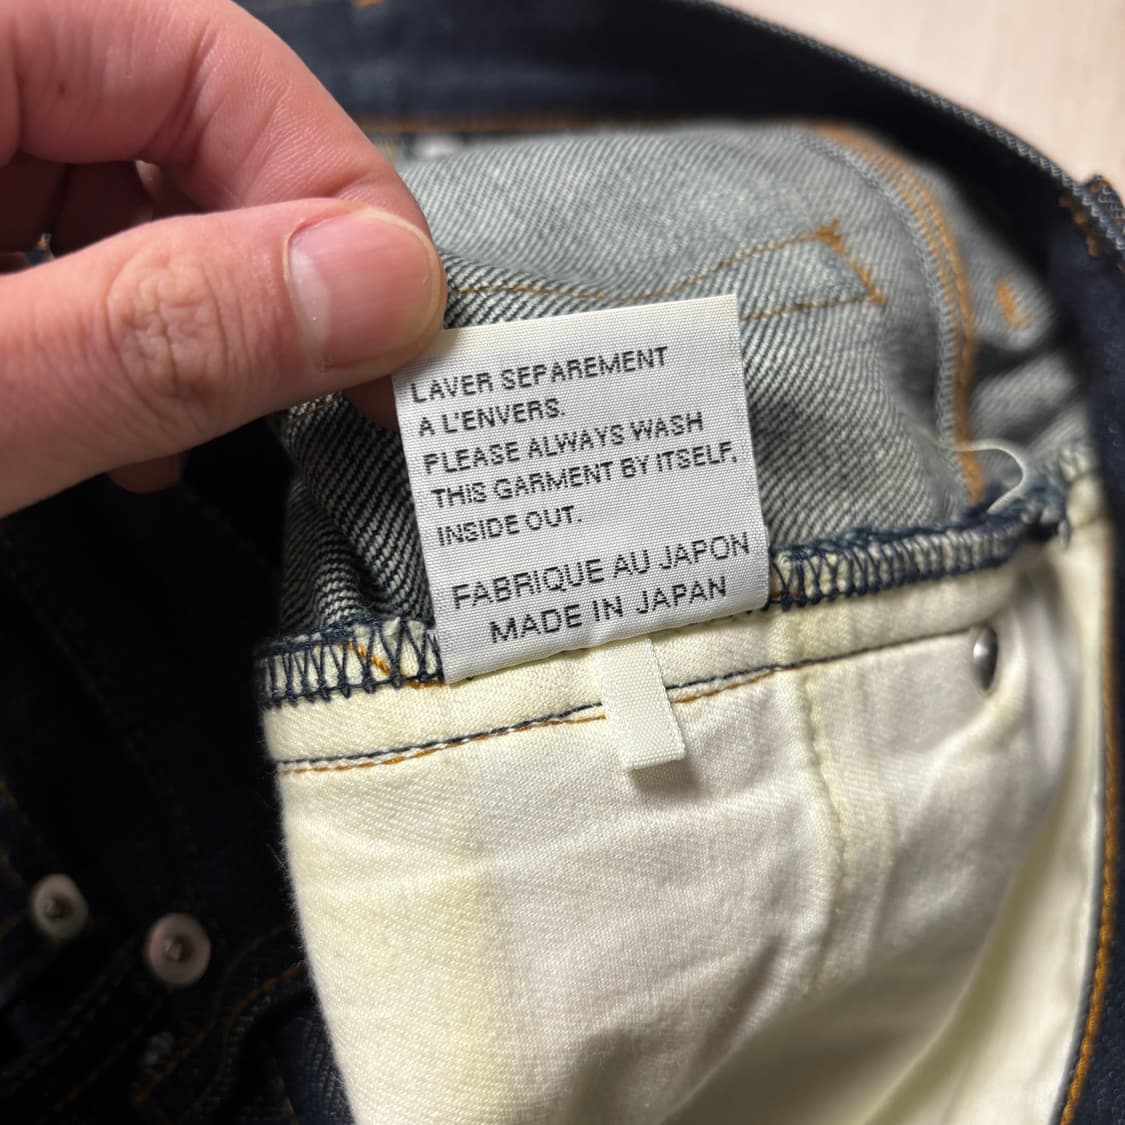 LAVER SEPAREMENT
A L'ENVERS.
PLEASE ALWAYS WASH
THIS GARMENT BY ITSELF,
INSIDE OUT.
FABRIQUE AU JAPON
MADE IN JAPAN